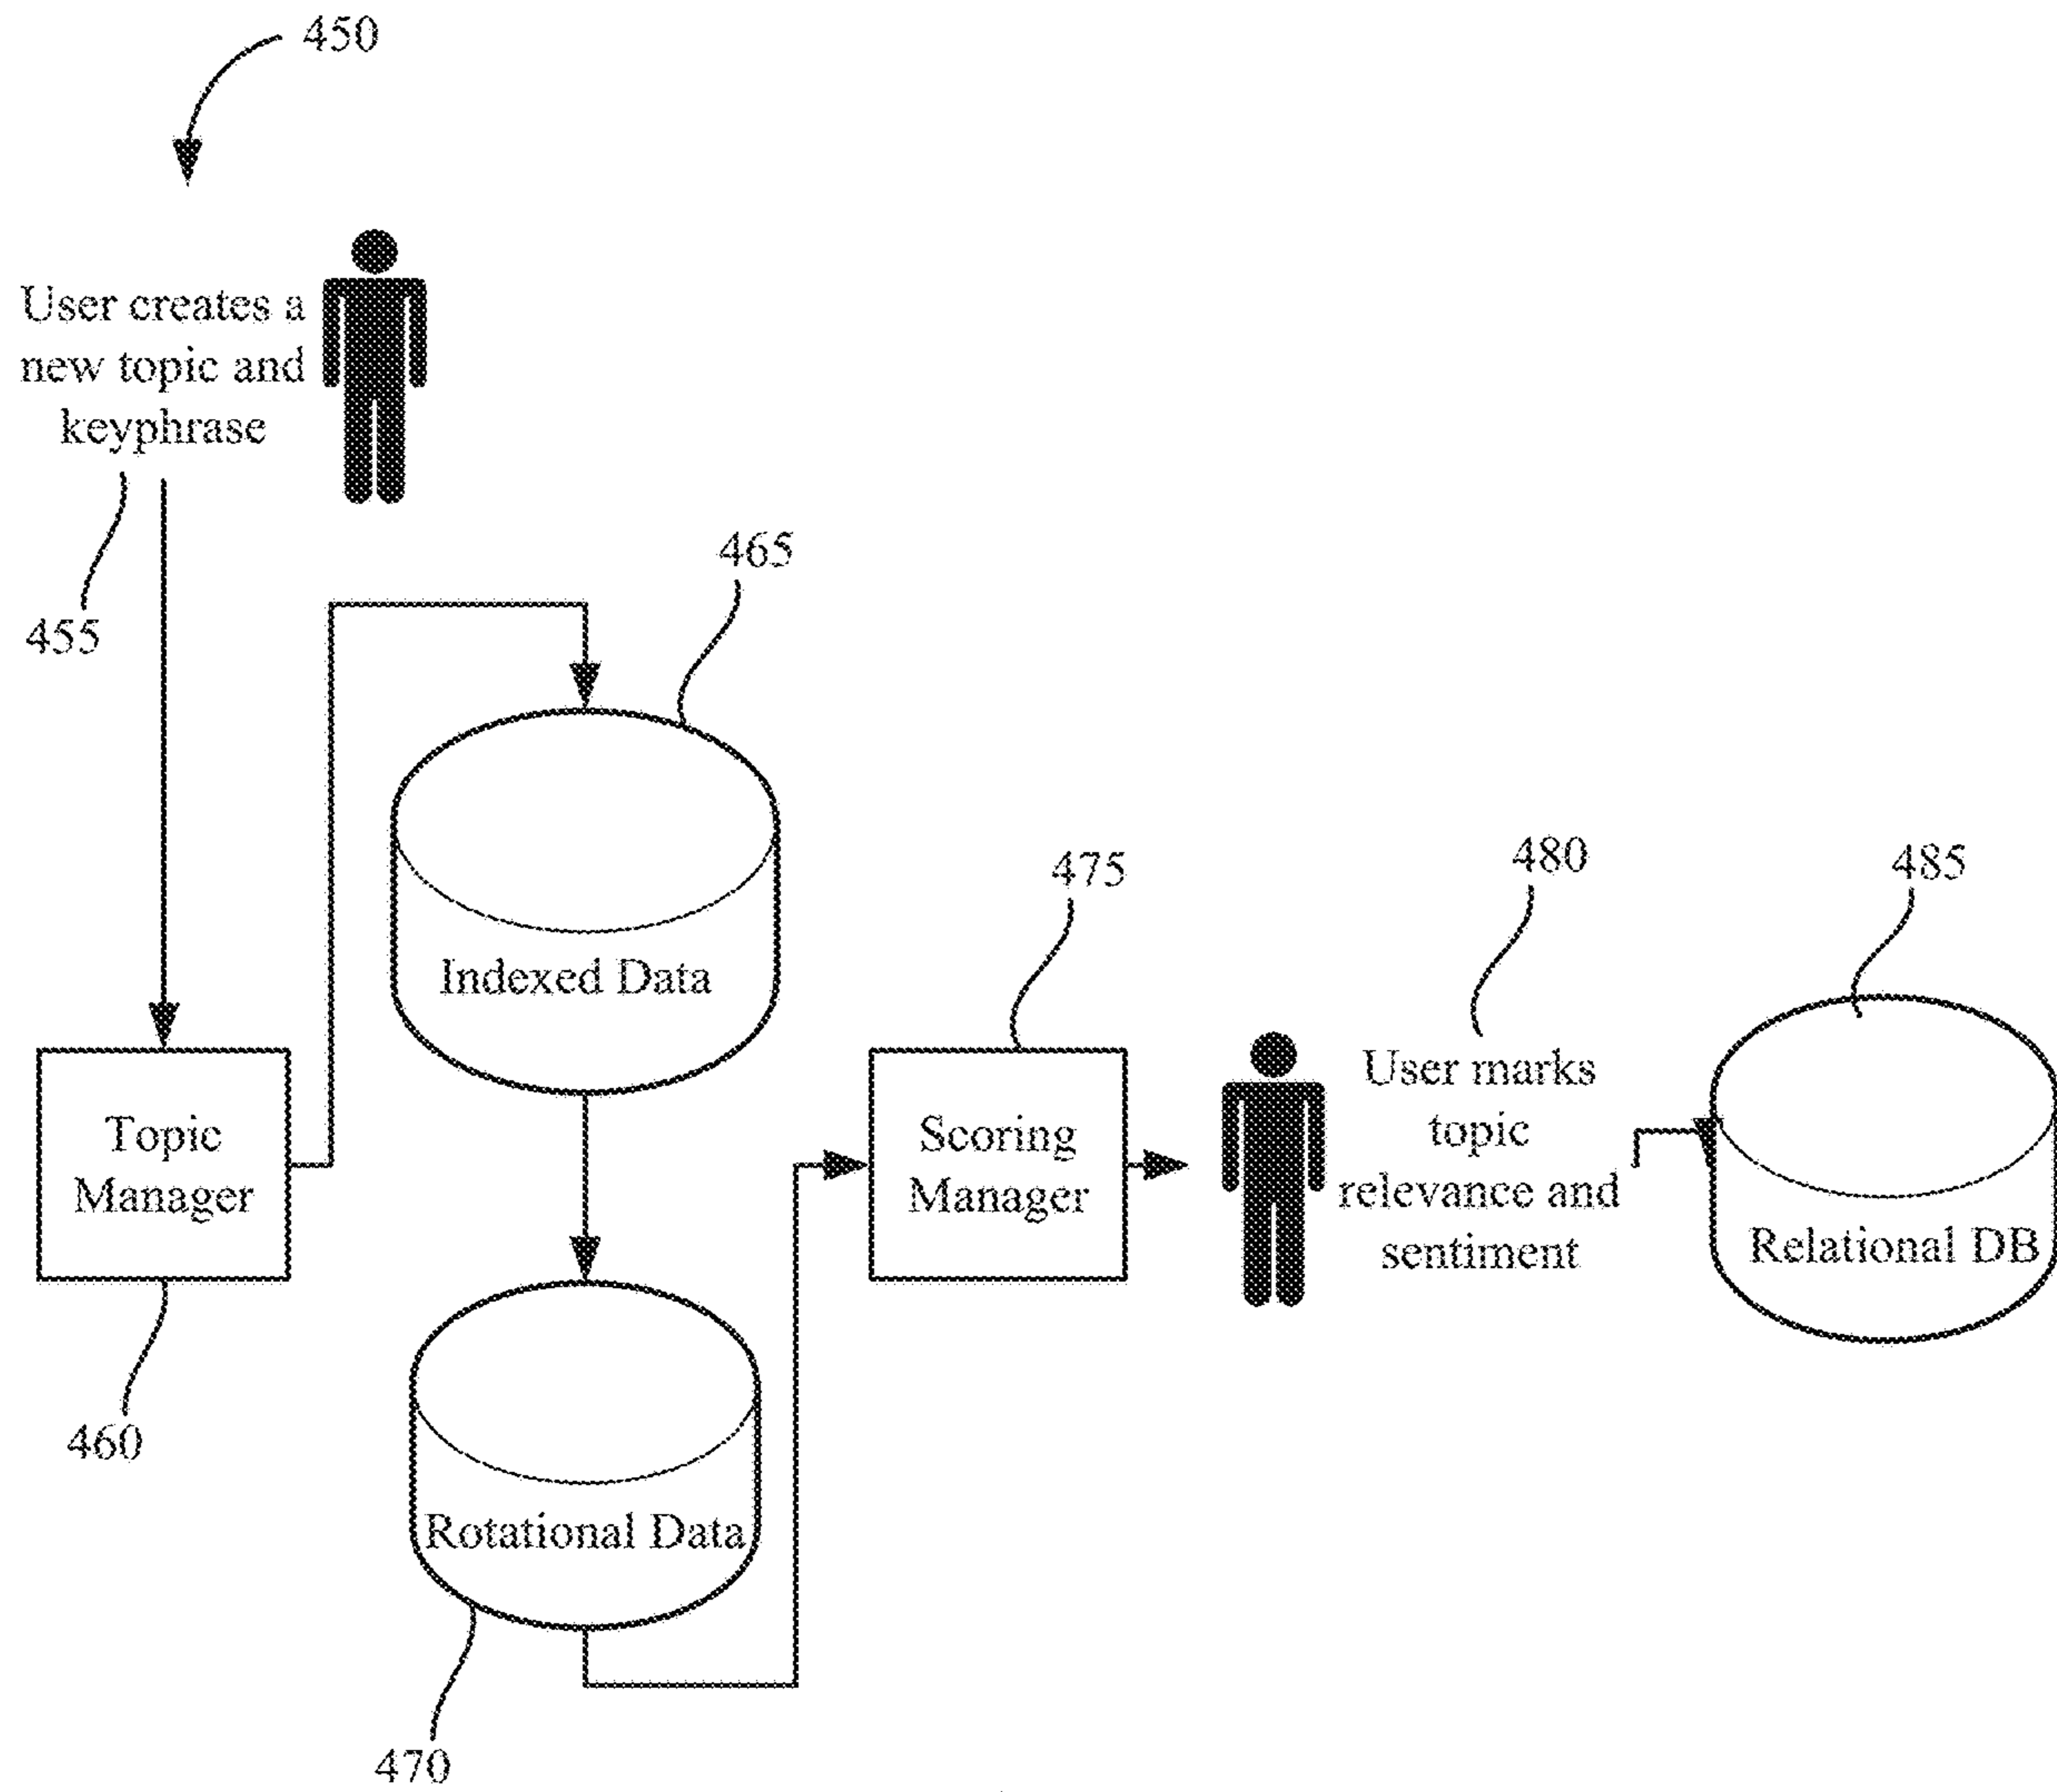 450
User creates a
new topic and
keyphrase
455
465
Indexed Data
Topic
Manager
460
Rotational Data
470
475
Scoring
Manager
480
User marks
topic
relevance and
sentiment
485
Relational DB